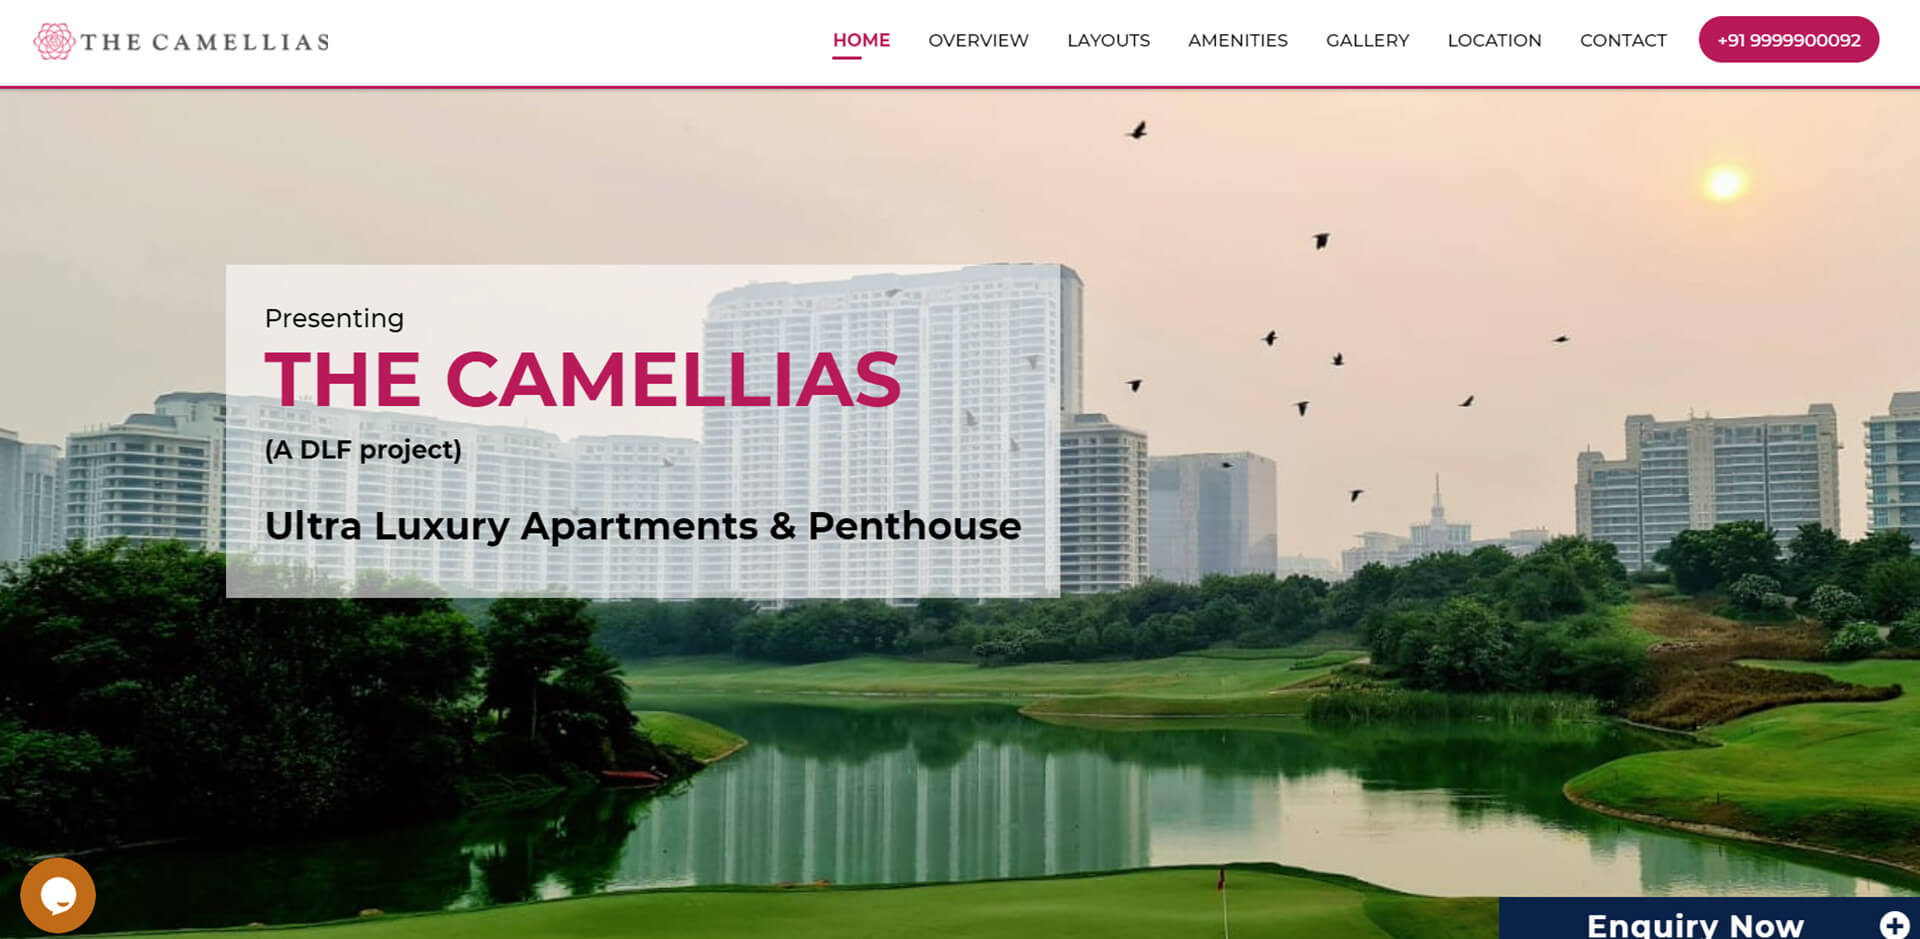 THE CAMELLIAS
HOME
OVERVIEW
LAYOUTS
AMENITIES
GALLERY
LOCATION
CONTACT
+91 9999900092
Presenting
THE CAMELLIAS
(A DLF project)
Ultra Luxury Apartments & Penthouse
Enquiry Now